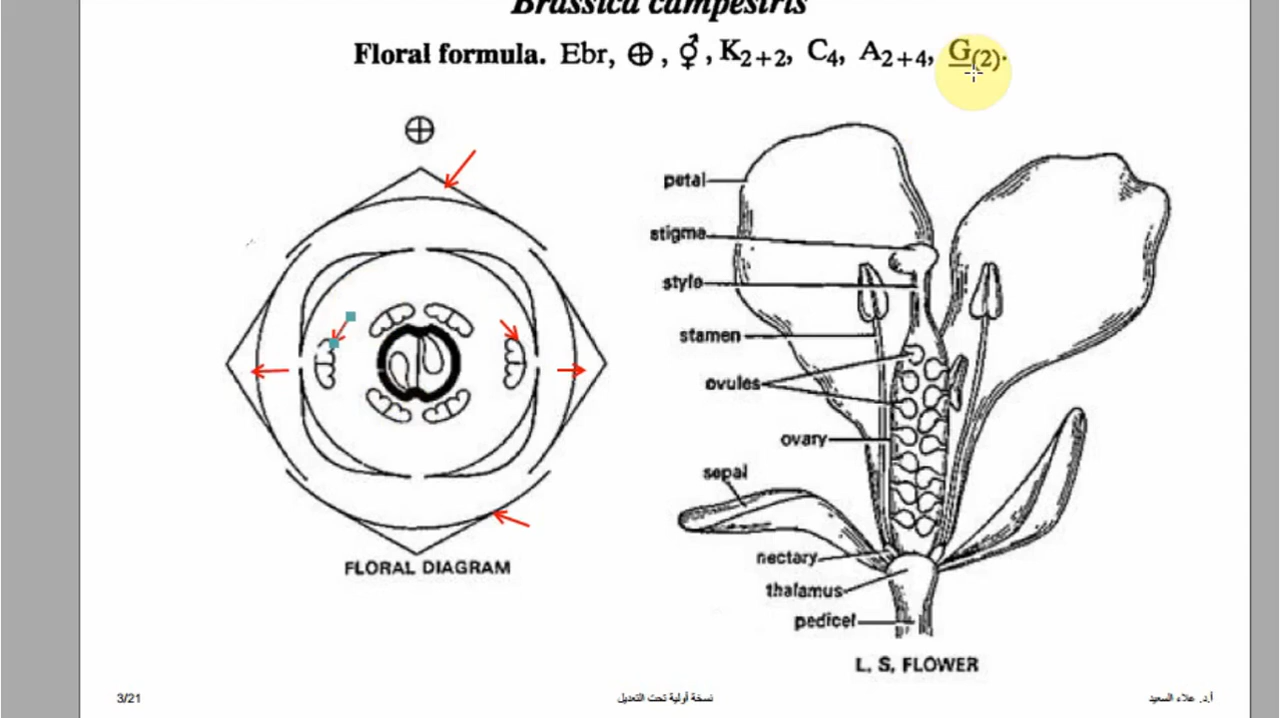 Brassica campestris
Floral formula. Ebr, ⊕, ⚥, K2+2, C4, A2+4, G(2).
petal
stigma
style
stamen
ovules
ovary
sepal
nectary
thalamus
pedicel
FLORAL DIAGRAM
L. S. FLOWER
3/21
نسخة أولية تحت التعديل
أ.د. علاء السعيد